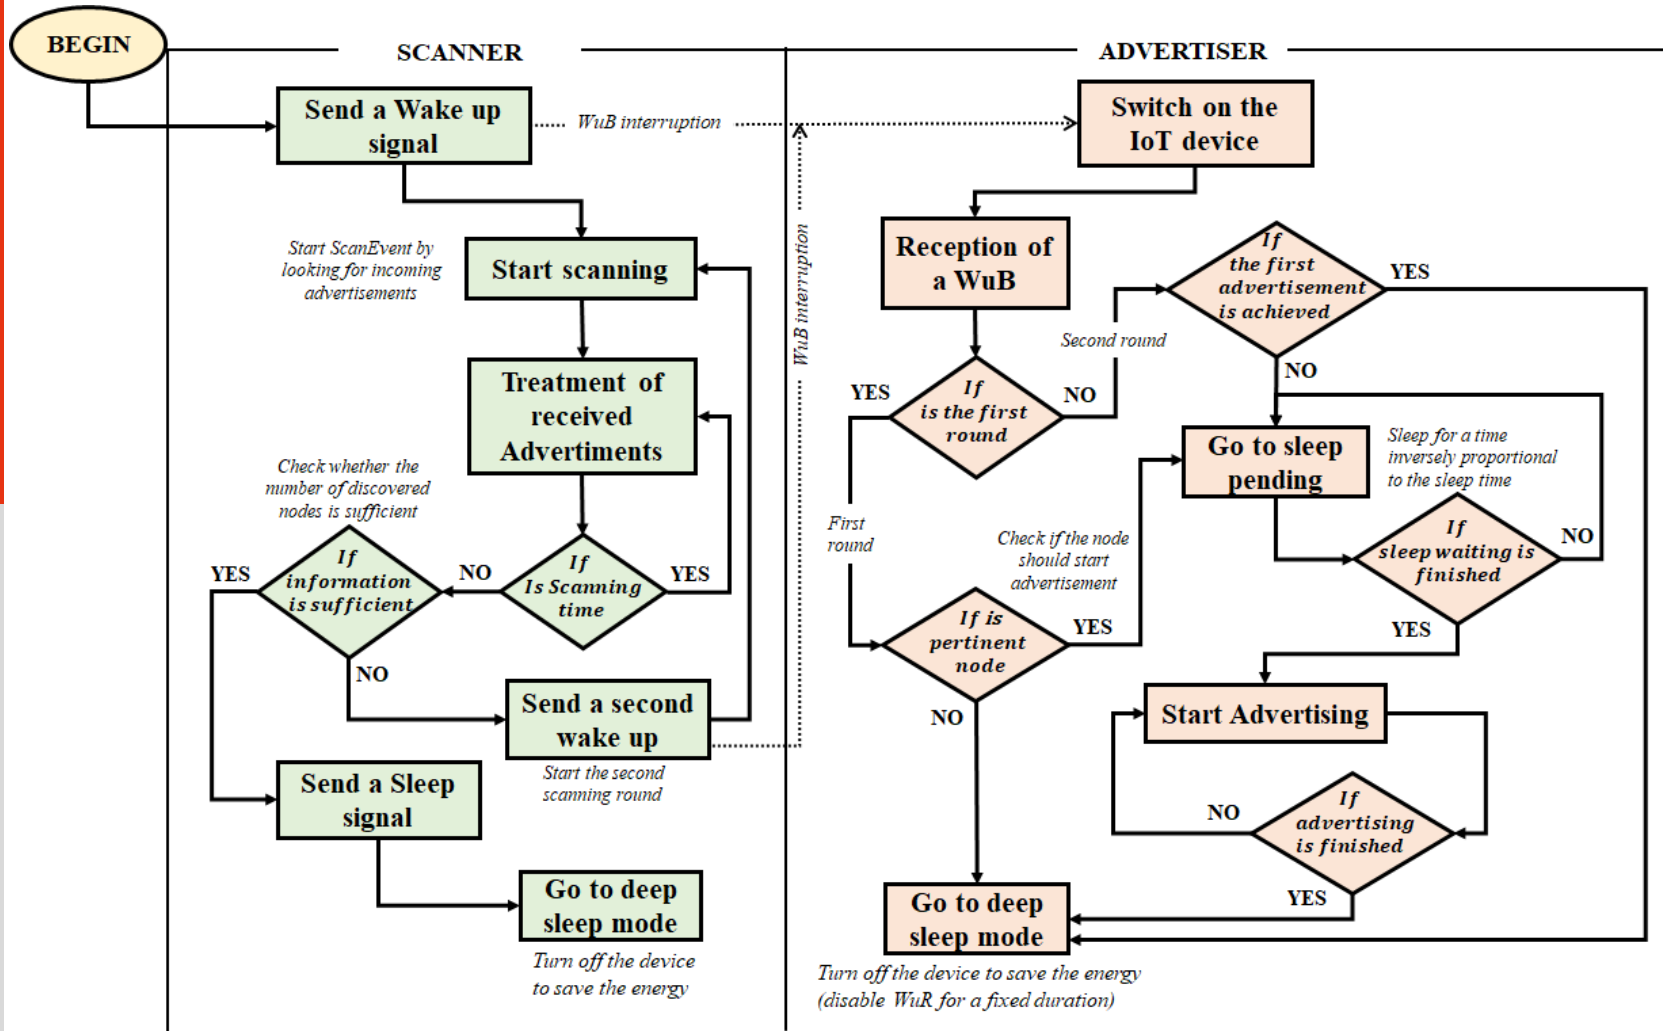 BEGIN
SCANNER
ADVERTISER
Send a Wake up
signal
WuB interruption
Switch on the
IoT device
Start ScanEvent by
looking for incoming
advertisements
Start scanning
WuB interruption
Reception of
a WuB
If
the first
advertisement
is achieved
YES
NO
Second round
Treatment of
received
Advertiments
YES
If
is the first
round
NO
Go to sleep
pending
Sleep for a time
inversely proportional
to the sleep time
Check whether the
number of discovered
nodes is sufficient
First
round
Check if the node
should start
advertisement
If
sleep waiting is
finished
NO
YES
YES
If
information
is sufficient
NO
If
Is Scanning
time
YES
NO
If is
pertinent
node
YES
NO
Send a second
wake up
Start the second
scanning round
Start Advertising
Send a Sleep
signal
NO
If
advertising
is finished
YES
Go to deep
sleep mode
Turn off the device
to save the energy
Go to deep
sleep mode
Turn off the device to save the energy
(disable WuR for a fixed duration)